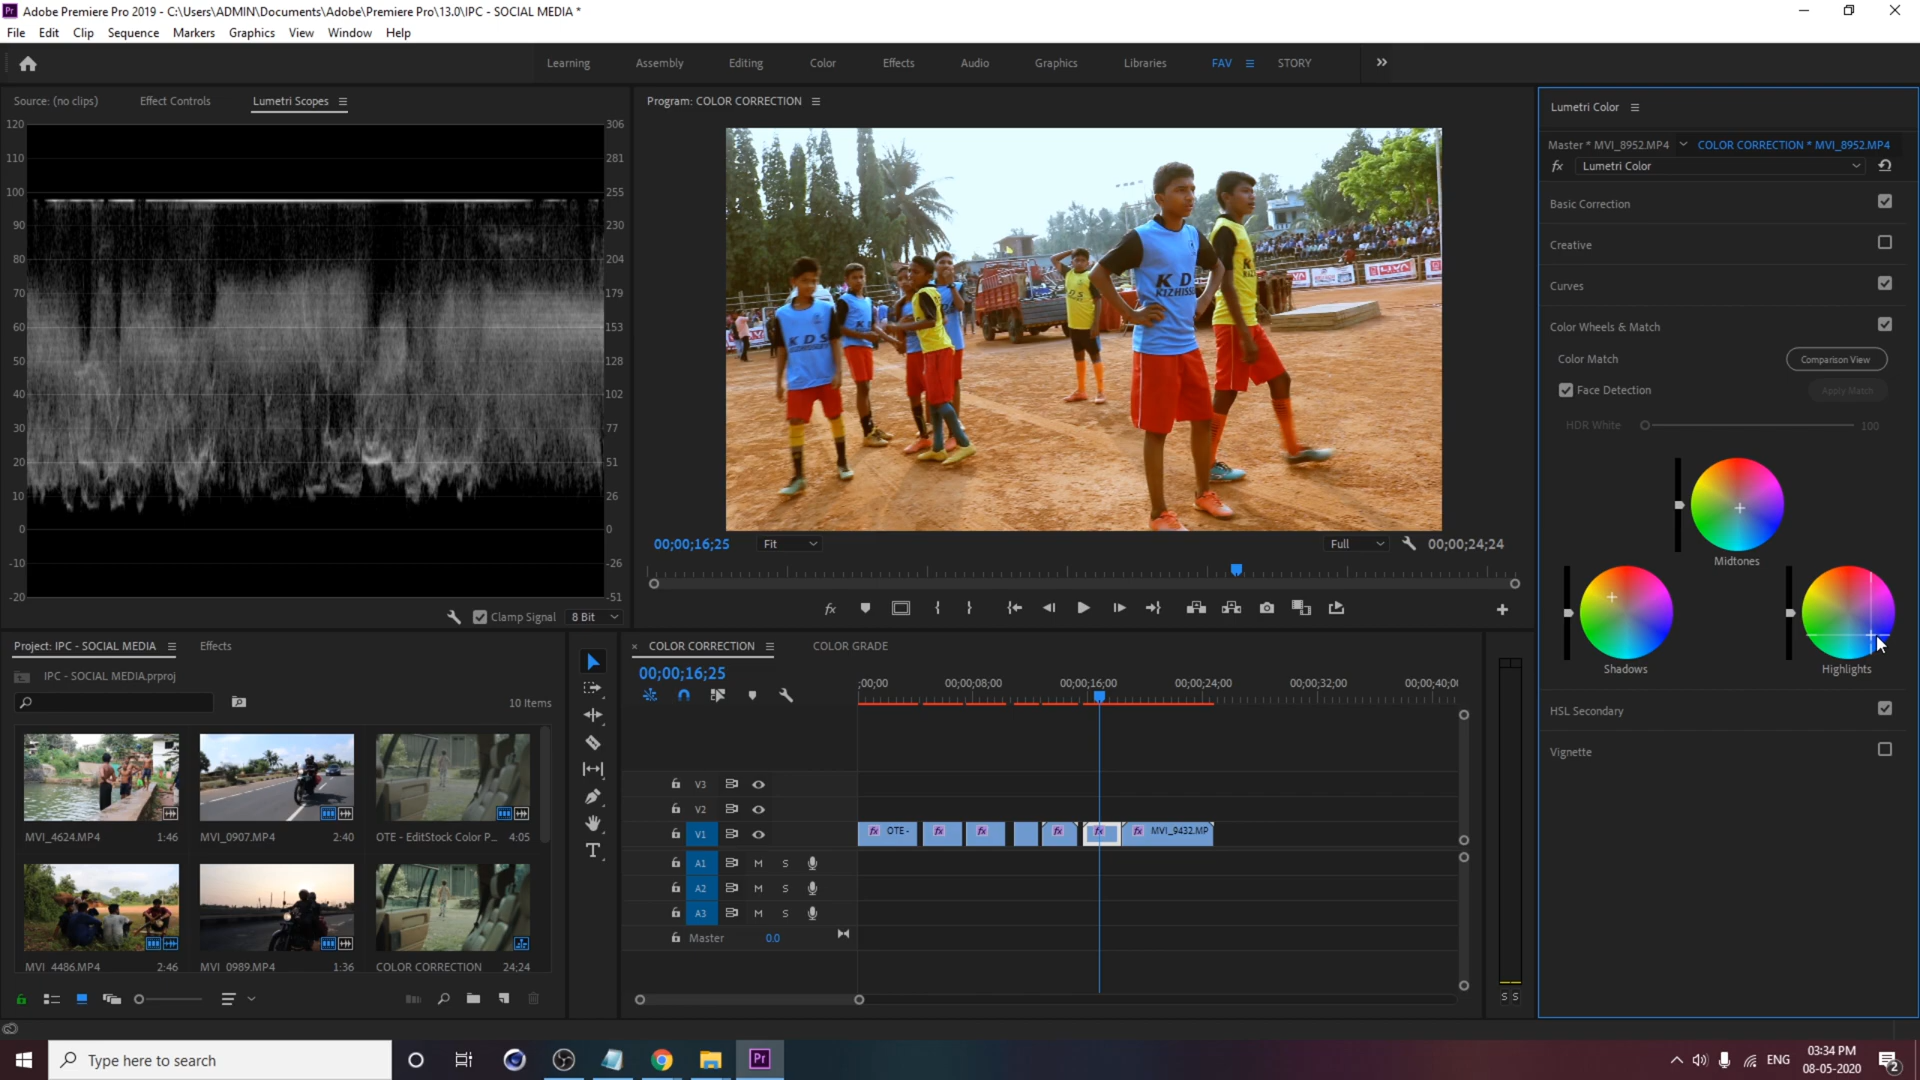 Adobe Premiere Pro 2019 - C:\Users\ADMIN\Documents\Adobe\Premiere Pro\13.0\IPC - SOCIAL MEDIA *
File Edit Clip Sequence Markers Graphics View Window Help
Learning Assembly Editing Color Effects Audio Graphics Libraries FAV STORY
Source: (no clips) Effect Controls Lumetri Scopes
120 306
110 281
100 255
90 230
80 204
70 179
60 153
50 128
40 102
30 77
20 51
10 26
0 0
-10 -26
-20 -51
Clamp Signal 8 Bit
Program: COLOR CORRECTION
K D
KIZHISS
K D S
00;00;16;25 Fit Full 00;00;24;24
Lumetri Color
Master * MVI_8952.MP4 COLOR CORRECTION * MVI_8952.MP4
fx Lumetri Color
Basic Correction
Creative
Curves
Color Wheels & Match
Color Match Comparison View
Face Detection Apply Match
HDR White 100
Midtones
Shadows Highlights
HSL Secondary
Vignette
Project: IPC - SOCIAL MEDIA Effects
IPC - SOCIAL MEDIA.prproj
10 Items
MVI_4624.MP4 1:46
MVI_0907.MP4 2:40
OTE - EditStock Color P... 4:05
MVI_4486.MP4 2:46
MVI_0989.MP4 1:36
COLOR CORRECTION 24;24
× COLOR CORRECTION COLOR GRADE
00;00;16;25
;00;00 00;00;08;00 00;00;16;00 00;00;24;00 00;00;32;00 00;00;40;0
V3
V2
V1 fx OTE - fx fx fx fx fx MVI_9432.MP
A1 M S
A2 M S
A3 M S
Master 0.0
S S
Type here to search
Pr
ENG 03:34 PM
08-05-2020
2